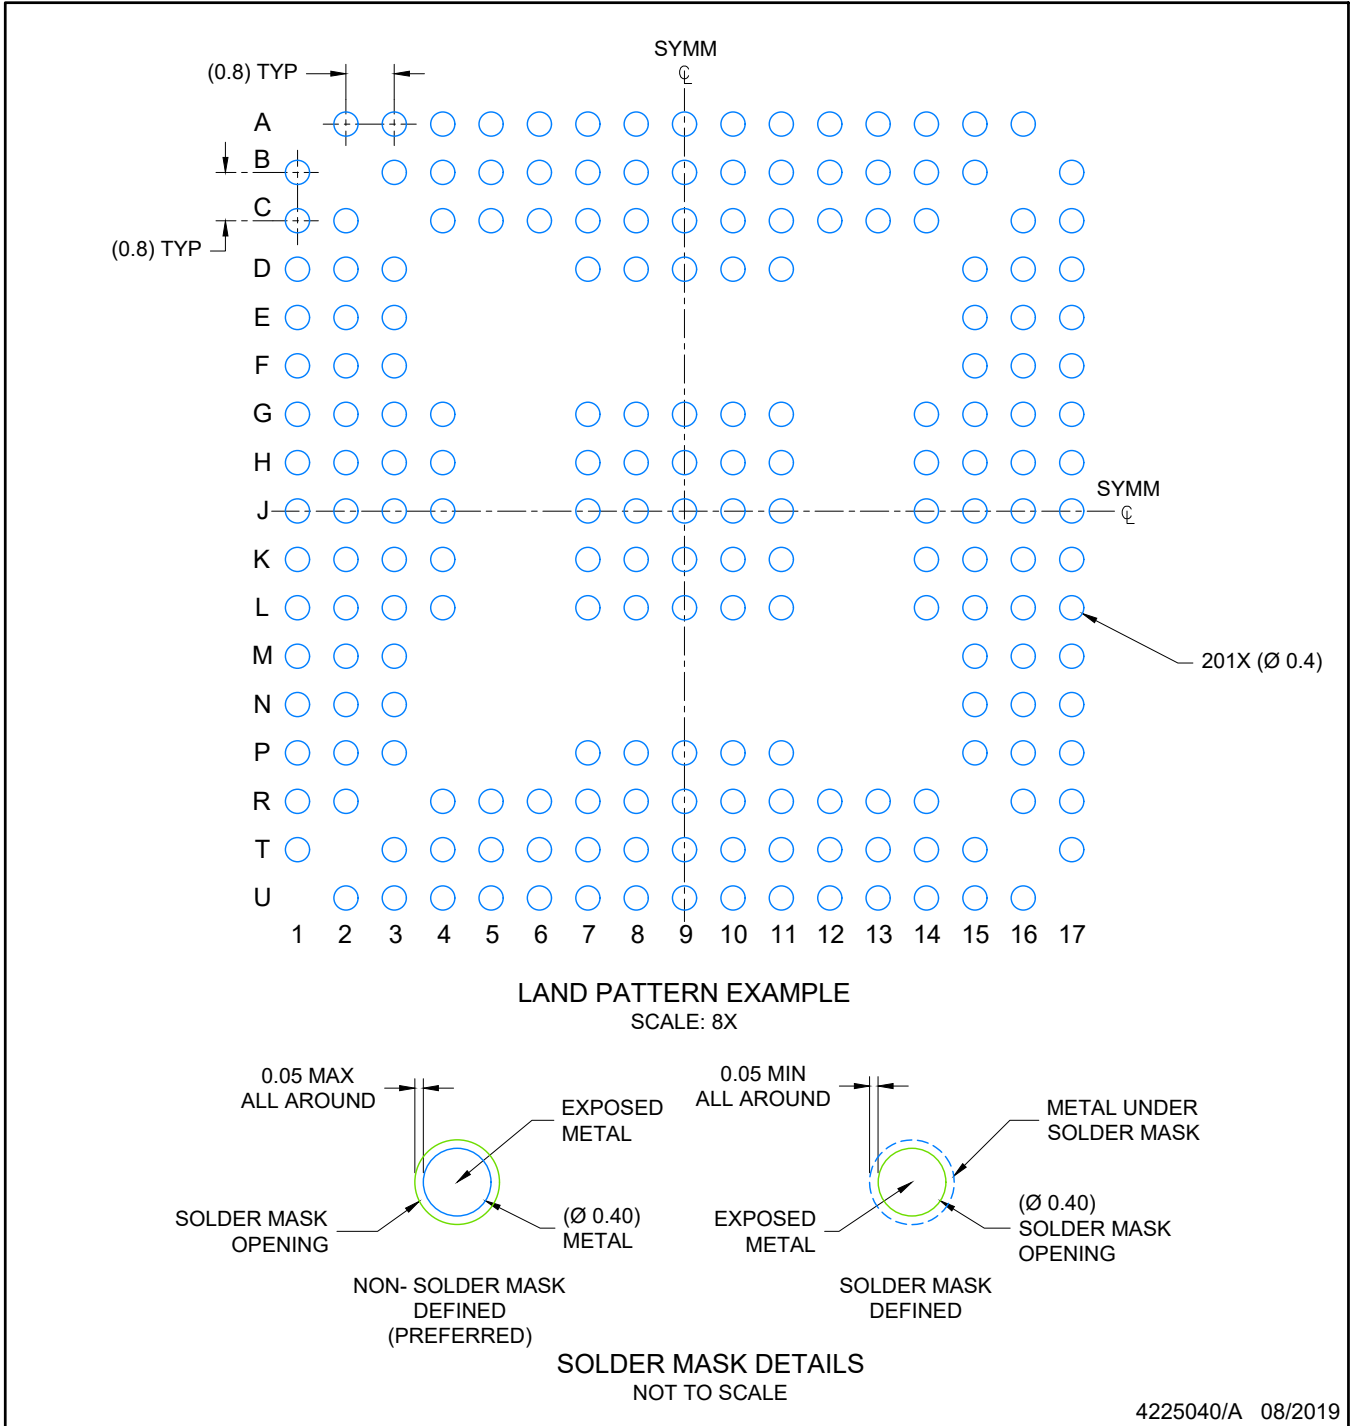 SYMM
℄
(0.8) TYP
A
B
C
(0.8) TYP
D
E
F
G
H
SYMM
℄
J
K
L
M
201X (Ø 0.4)
N
P
R
T
U
1 2 3 4 5 6 7 8 9 10 11 12 13 14 15 16 17
LAND PATTERN EXAMPLE
SCALE: 8X
0.05 MAX
ALL AROUND
EXPOSED
METAL
SOLDER MASK
OPENING
(Ø 0.40)
METAL
NON- SOLDER MASK
DEFINED
(PREFERRED)
0.05 MIN
ALL AROUND
METAL UNDER
SOLDER MASK
EXPOSED
METAL
(Ø 0.40)
SOLDER MASK
OPENING
SOLDER MASK
DEFINED
SOLDER MASK DETAILS
NOT TO SCALE
4225040/A 08/2019